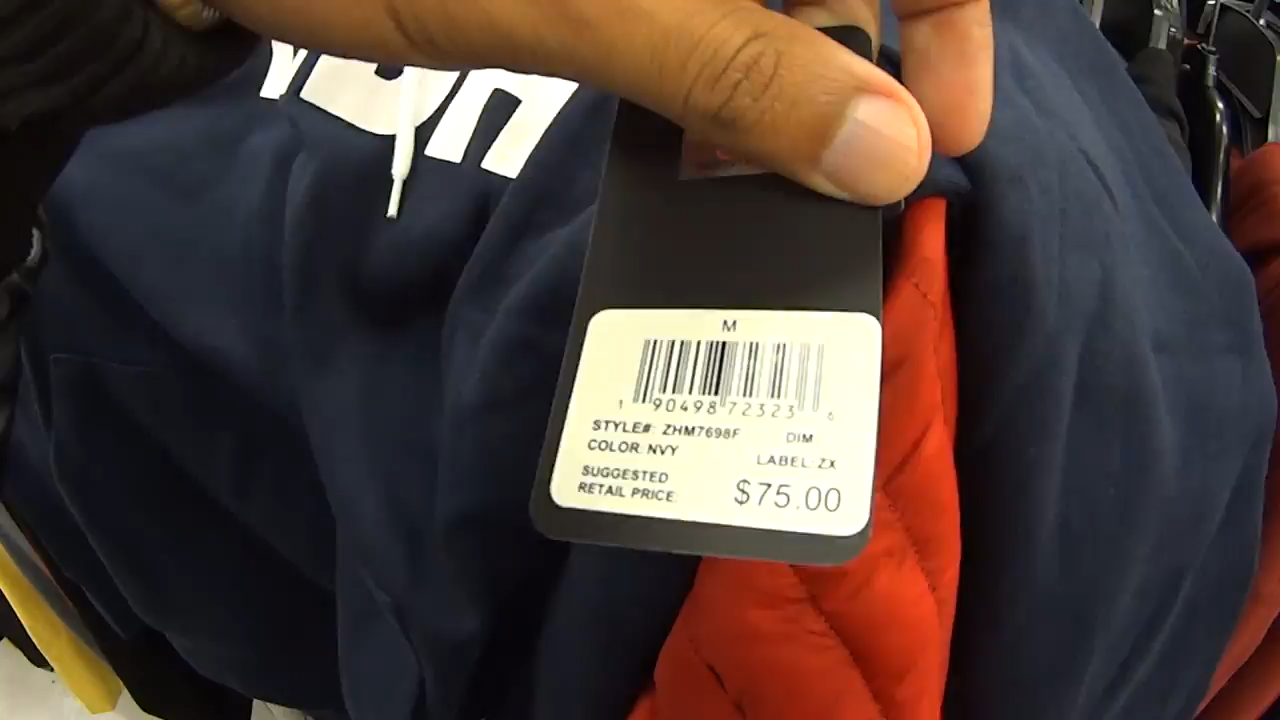 M
1 90498 72323 6
STYLE#: ZHM7698F DIM
COLOR: NVY
LABEL: ZX
SUGGESTED
RETAIL PRICE:
$75.00